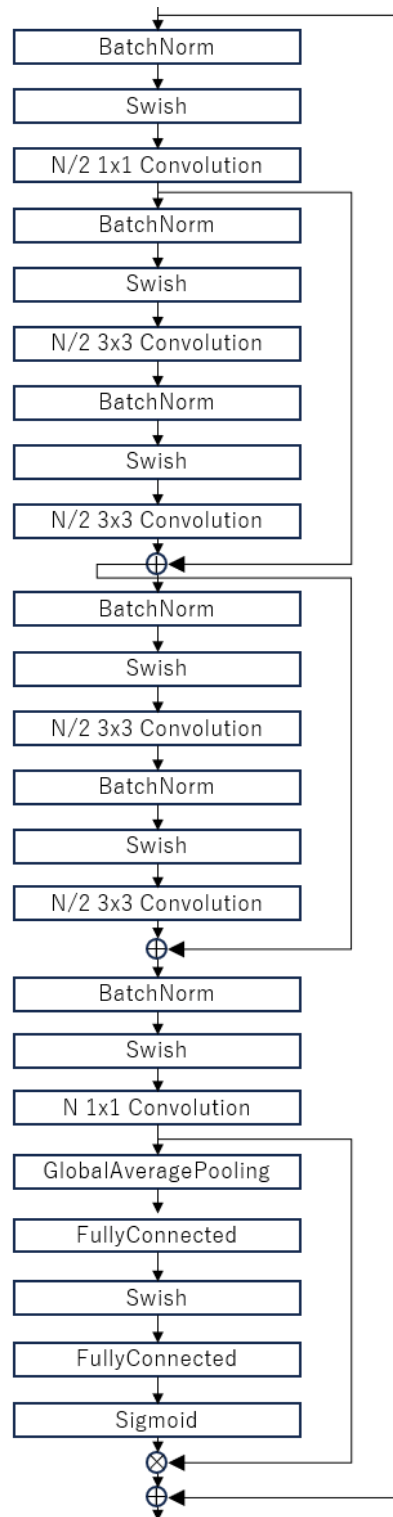 BatchNorm
Swish
N/2 1x1 Convolution
BatchNorm
Swish
N/2 3x3 Convolution
BatchNorm
Swish
N/2 3x3 Convolution
BatchNorm
Swish
N/2 3x3 Convolution
BatchNorm
Swish
N/2 3x3 Convolution
BatchNorm
Swish
N 1x1 Convolution
GlobalAveragePooling
FullyConnected
Swish
FullyConnected
Sigmoid